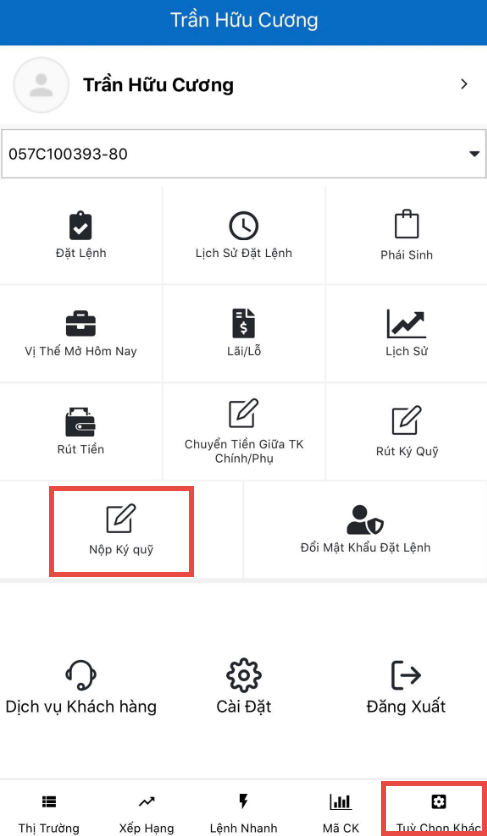 Trần Hữu Cương
Trần Hữu Cương
057C100393-80
Đặt Lệnh
Lịch Sử Đặt Lệnh
Phái Sinh
Vị Thế Mở Hôm Nay
Lãi/Lỗ
Lịch Sử
Rút Tiền
Chuyển Tiền Giữa TK
Chính/Phụ
Rút Ký Quỹ
Nộp Ký quỹ
Đổi Mật Khẩu Đặt Lệnh
Dịch vụ Khách hàng
Cài Đặt
Đăng Xuất
Thị Trường
Xếp Hạng
Lệnh Nhanh
Mã CK
Tuỳ Chọn Khác